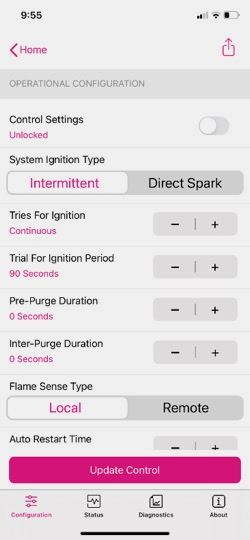 9:55
Home
OPERATIONAL CONFIGURATION
Control Settings
Unlocked
System Ignition Type
Intermittent Direct Spark
Tries For Ignition
Continuous
− | +
Trial For Ignition Period
90 Seconds
− | +
Pre-Purge Duration
0 Seconds
− | +
Inter-Purge Duration
0 Seconds
− | +
Flame Sense Type
Local Remote
Auto Restart Time
− | +
Update Control
Configuration Status Diagnostics About